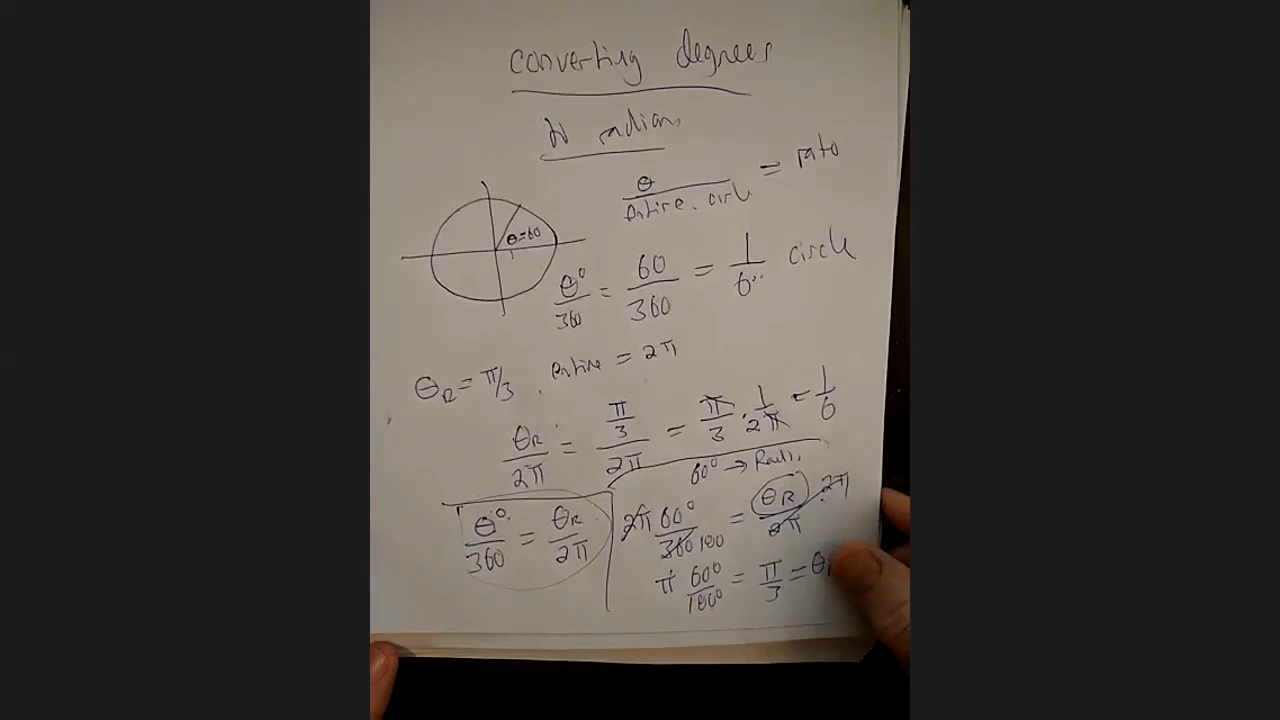 converting degrees
to radians
θ / entire circle = ratio
θ=60
θ° / 360 = 60 / 360 = 1 / 6 circle
θR = π/3 . entire = 2π
θR / 2π = π/3 / 2π = π / 3 · 1 / 2π = 1 / 6
60° → Radi.
θ° / 360 = θR / 2π
2π 60° / 360 180 = θR / 2π · 2π
π 60° / 180° = π / 3 = θ